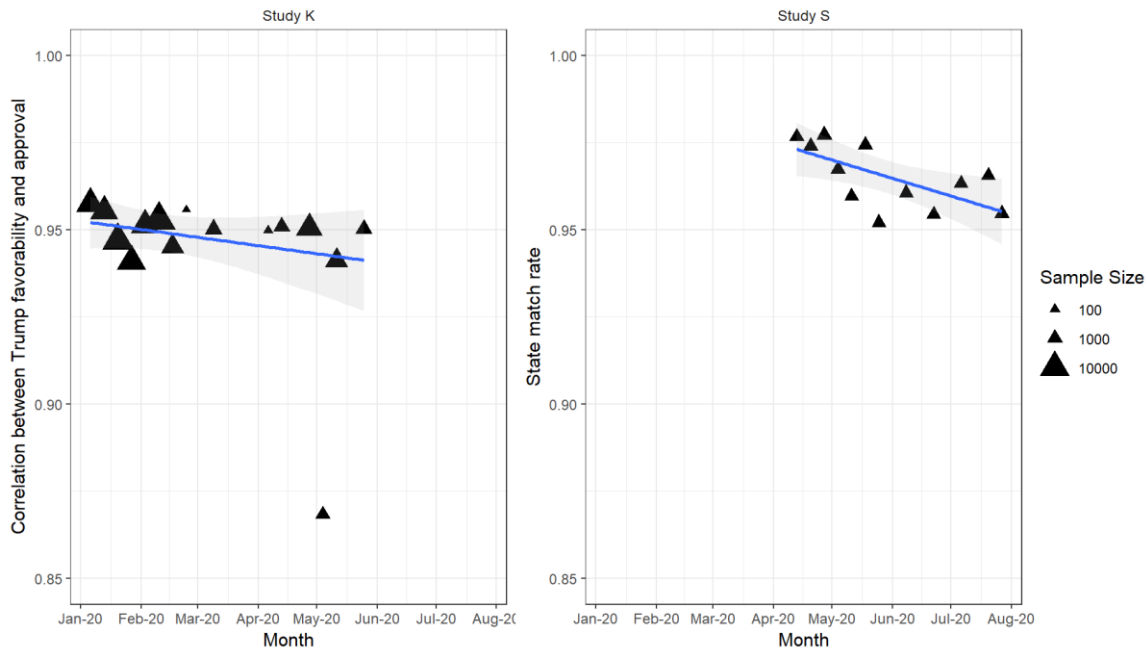 Study K
Study S
Correlation between Trump favorability and approval
1.00
0.95
0.90
0.85
Jan-20 Feb-20 Mar-20 Apr-20 May-20 Jun-20 Jul-20 Aug-20
Month
State match rate
1.00
0.95
0.90
0.85
Jan-20 Feb-20 Mar-20 Apr-20 May-20 Jun-20 Jul-20 Aug-20
Month
Sample Size
100
1000
10000